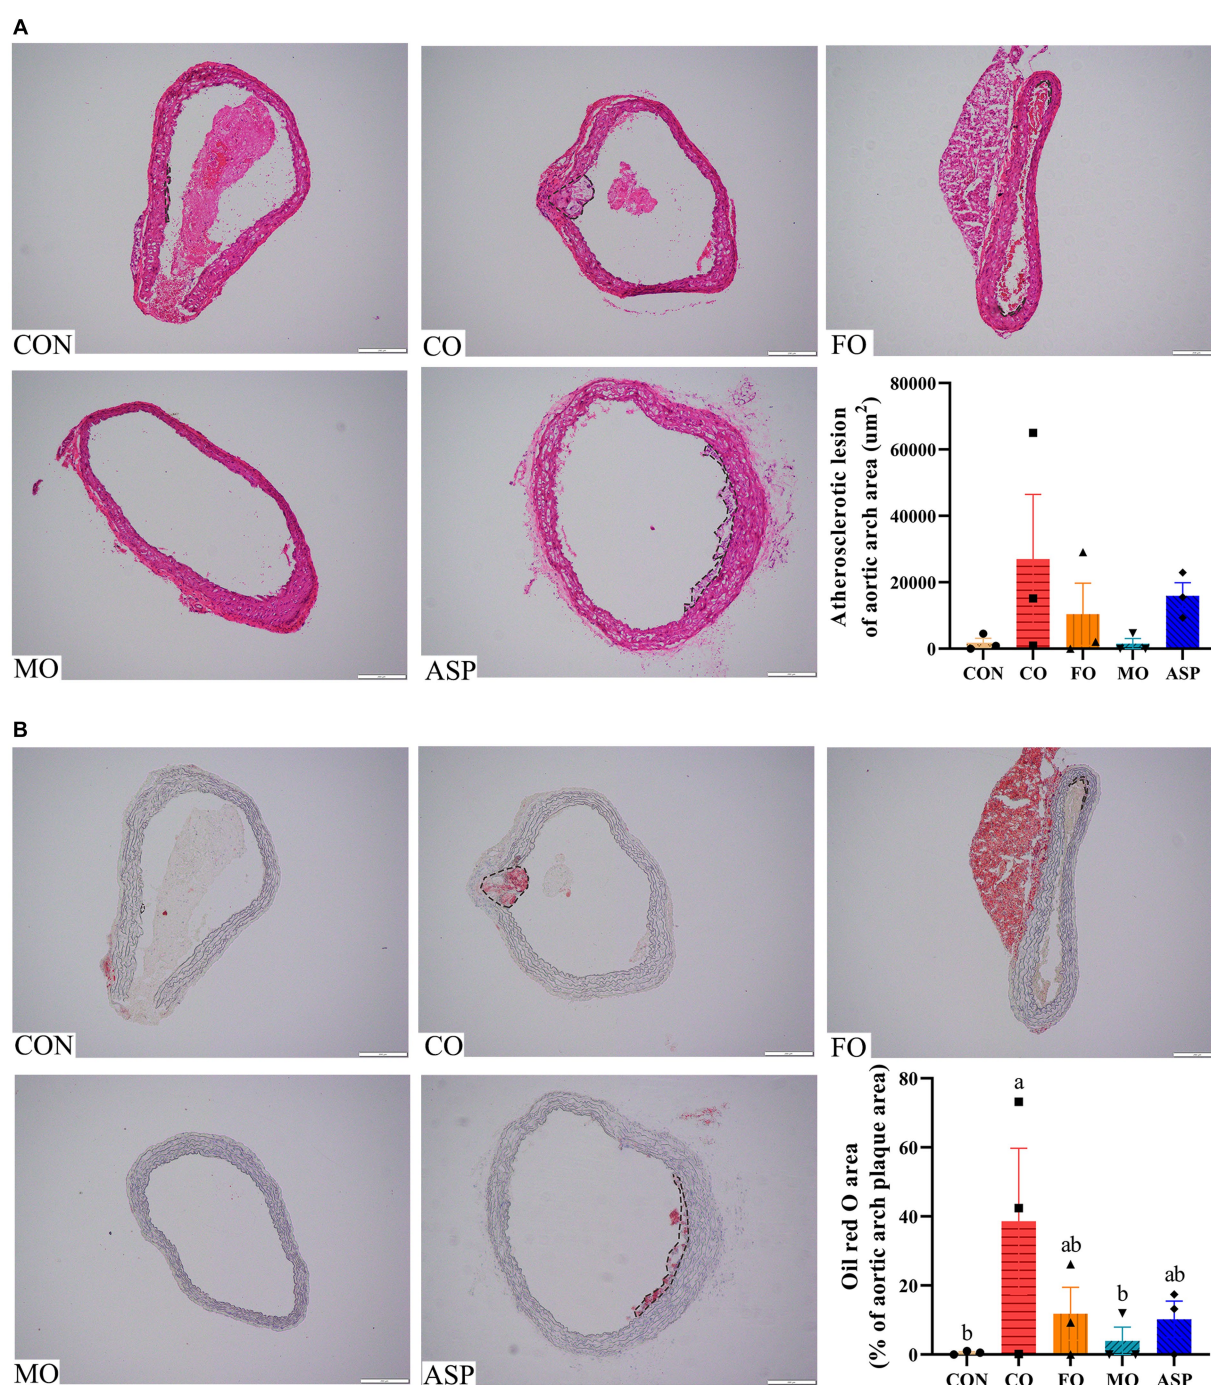 A
CON
CO
FO
MO
ASP
80000
60000
40000
20000
0
Atherosclerotic lesion
of aortic arch area (um²)
CON CO FO MO ASP
B
CON
CO
FO
MO
ASP
80
60
40
20
0
Oil red O area
(% of aortic arch plaque area)
b a ab b ab
CON CO FO MO ASP